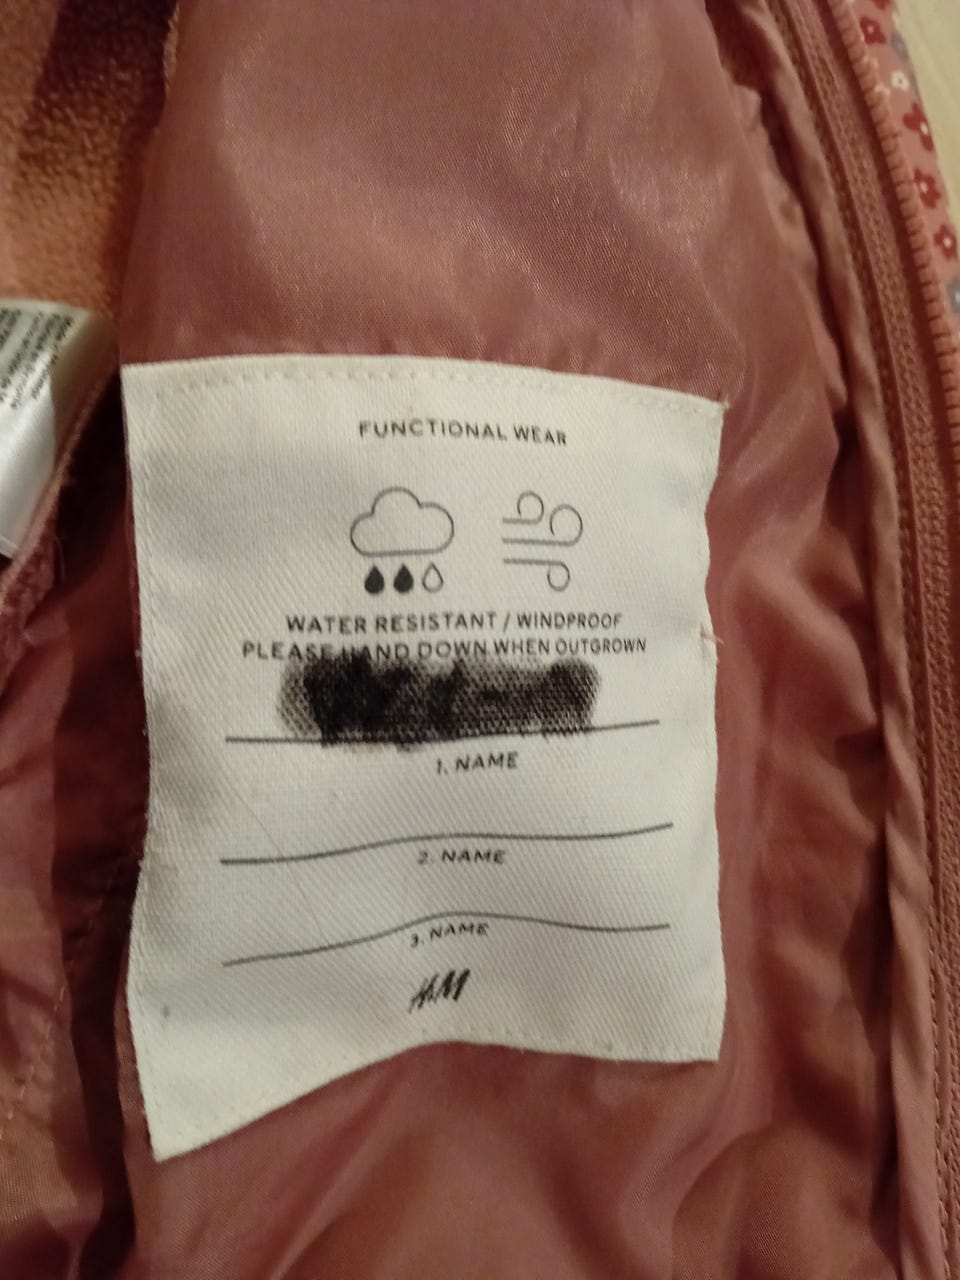 FUNCTIONAL WEAR
WATER RESISTANT / WINDPROOF
PLEASE HAND DOWN WHEN OUTGROWN
1. NAME
2. NAME
3. NAME
H&M